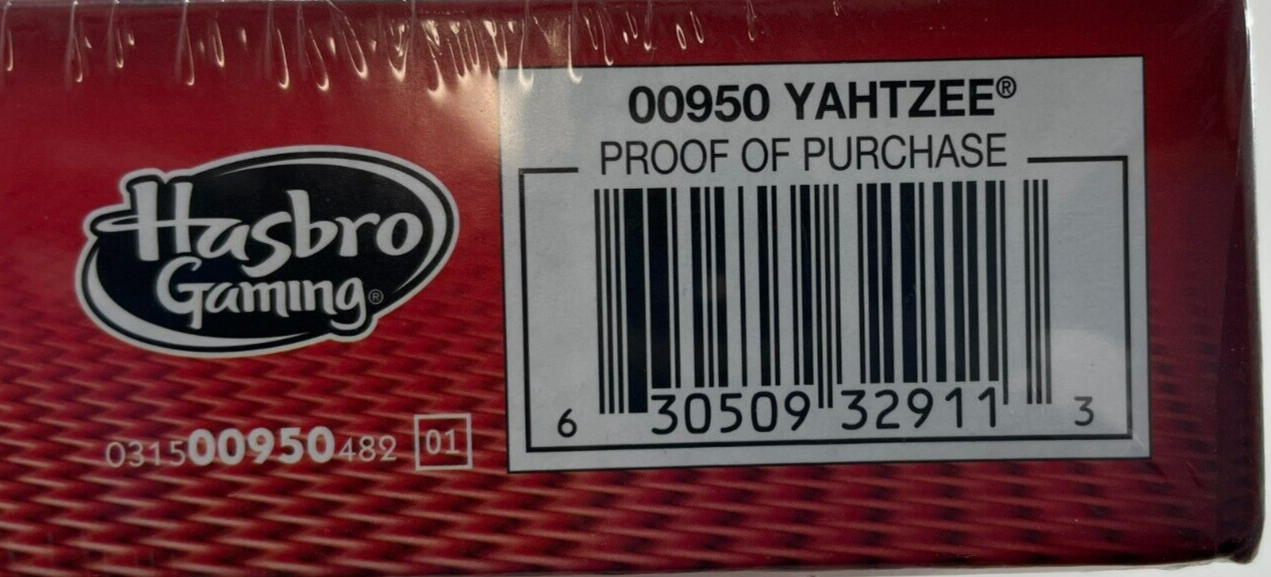 00950 YAHTZEE®
PROOF OF PURCHASE
Hasbro
Gaming®
6 30509 32911 3
031500950482 01